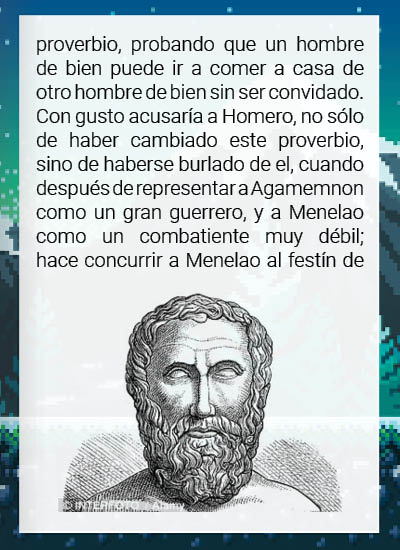 proverbio, probando que un hombre
de bien puede ir a comer a casa de
otro hombre de bien sin ser convidado.
Con gusto acusaría a Homero, no sólo
de haber cambiado este proverbio,
sino de haberse burlado de el, cuando
después de representar a Agamemnon
como un gran guerrero, y a Menelao
como un combatiente muy débil;
hace concurrir a Menelao al festín de
© INTERFOTO / Alamy